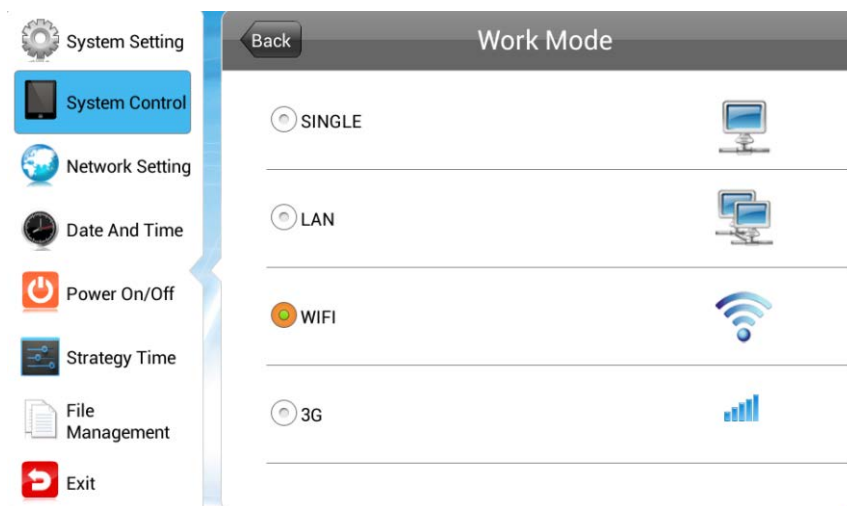 System Setting
System Control
Network Setting
Date And Time
Power On/Off
Strategy Time
File
Management
Exit
Back
Work Mode
SINGLE
LAN
WIFI
3G